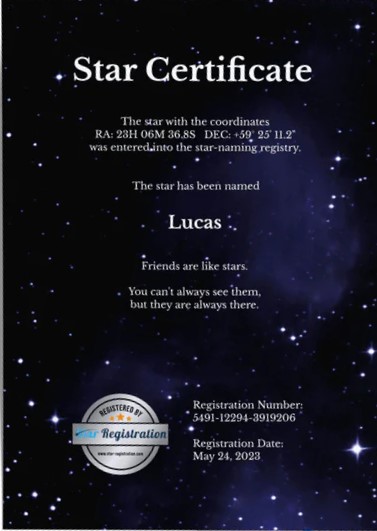 Star Certificate
The star with the coordinates
RA: 23H 06M 36.8S DEC: +59° 25' 11.2"
was entered into the star-naming registry.
The star has been named
Lucas
Friends are like stars.
You can't always see them,
but they are always there.
REGISTERED BY
Registration
www.star-registration.com
Registration Number:
5491-12294-3919206
Registration Date:
May 24, 2023